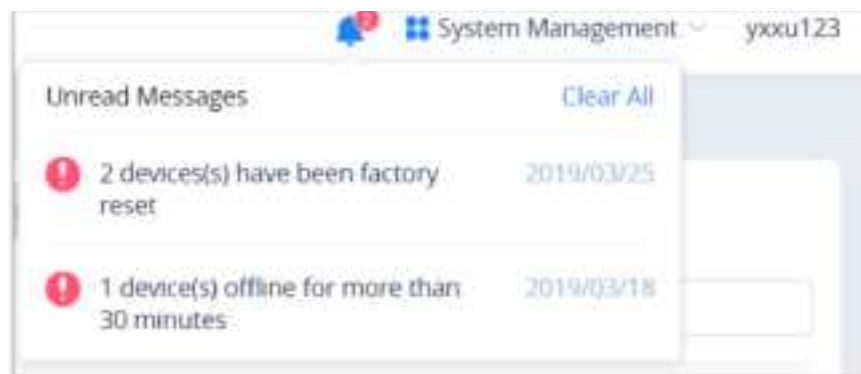 2 System Management yxxu123
Unread Messages Clear All
2 devices(s) have been factory 2019/03/25
reset
1 device(s) offline for more than 2019/03/18
30 minutes